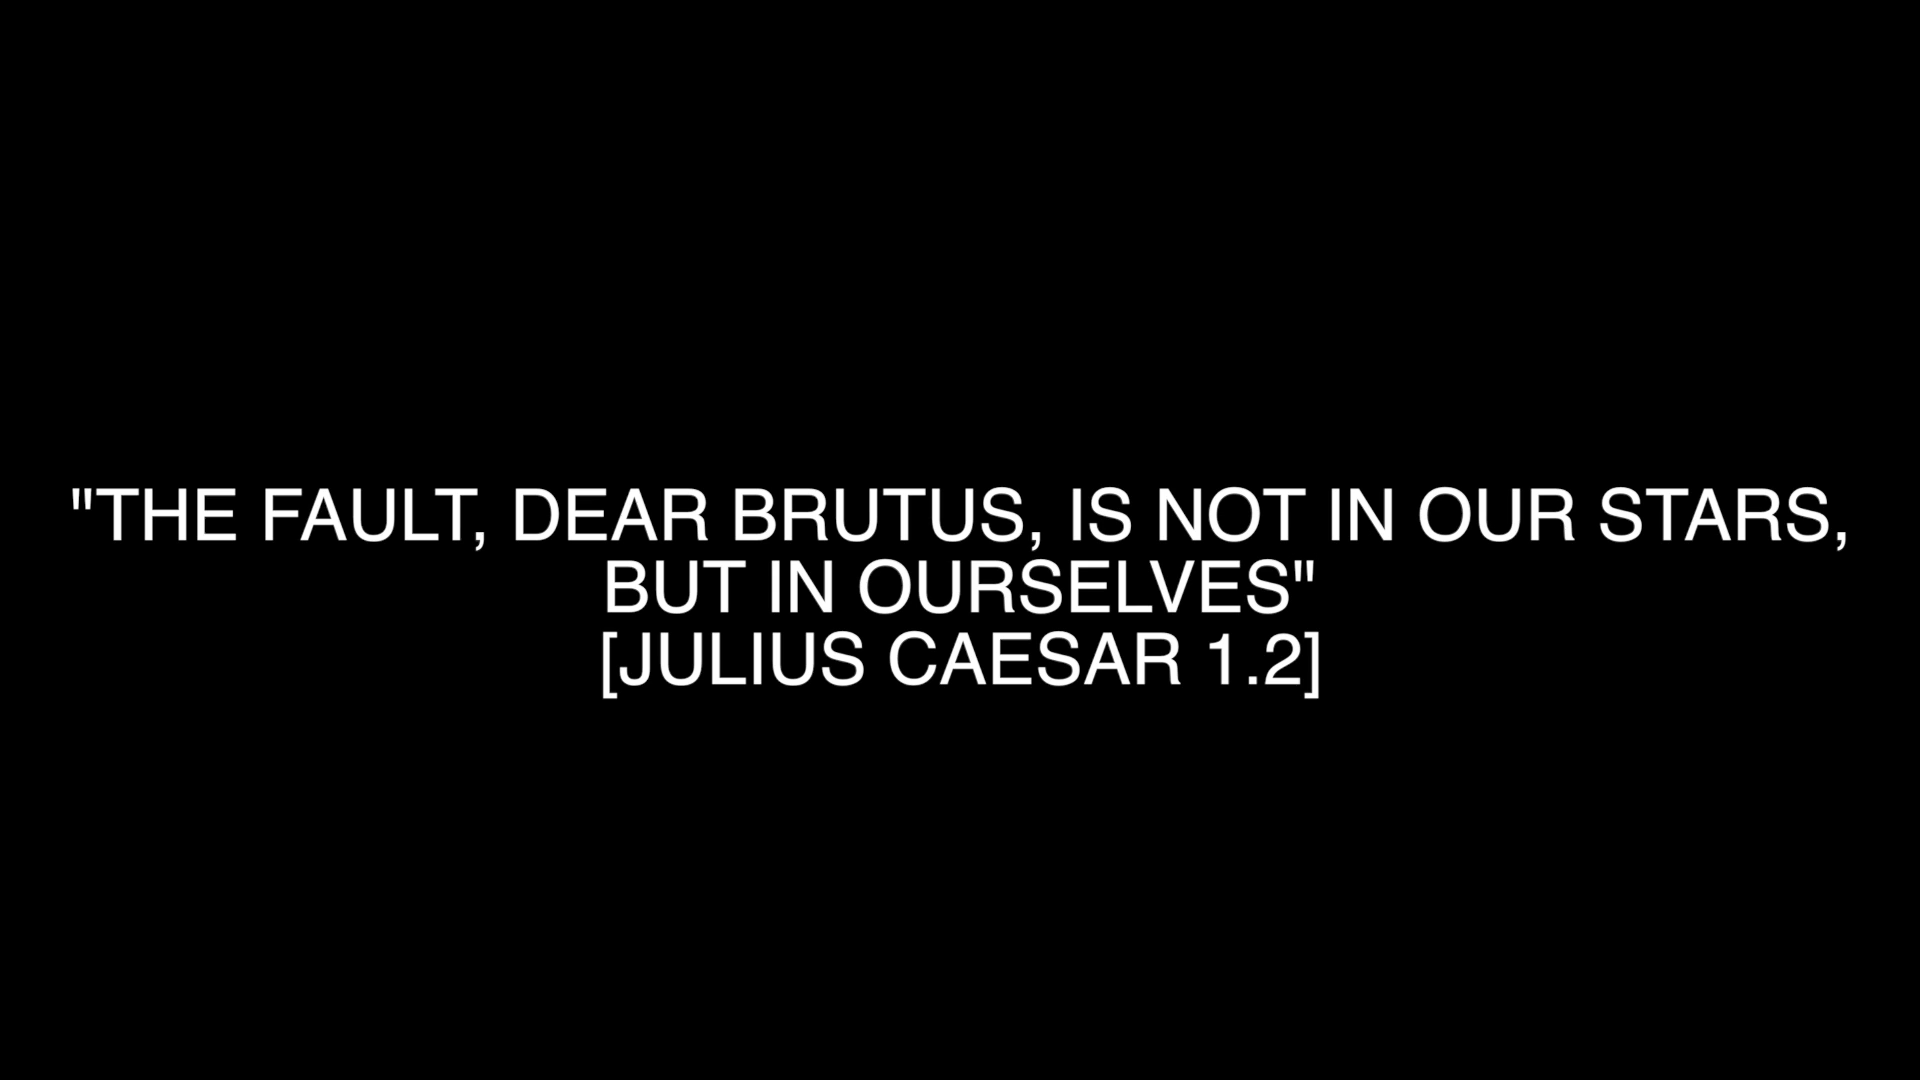 "THE FAULT, DEAR BRUTUS, IS NOT IN OUR STARS,
BUT IN OURSELVES"
[JULIUS CAESAR 1.2]